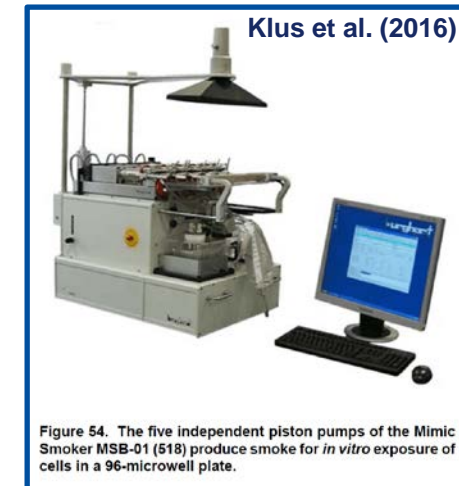 Klus et al. (2016)
burghart
Figure 54. The five independent piston pumps of the Mimic
Smoker MSB-01 (518) produce smoke for in vitro exposure of
cells in a 96-microwell plate.